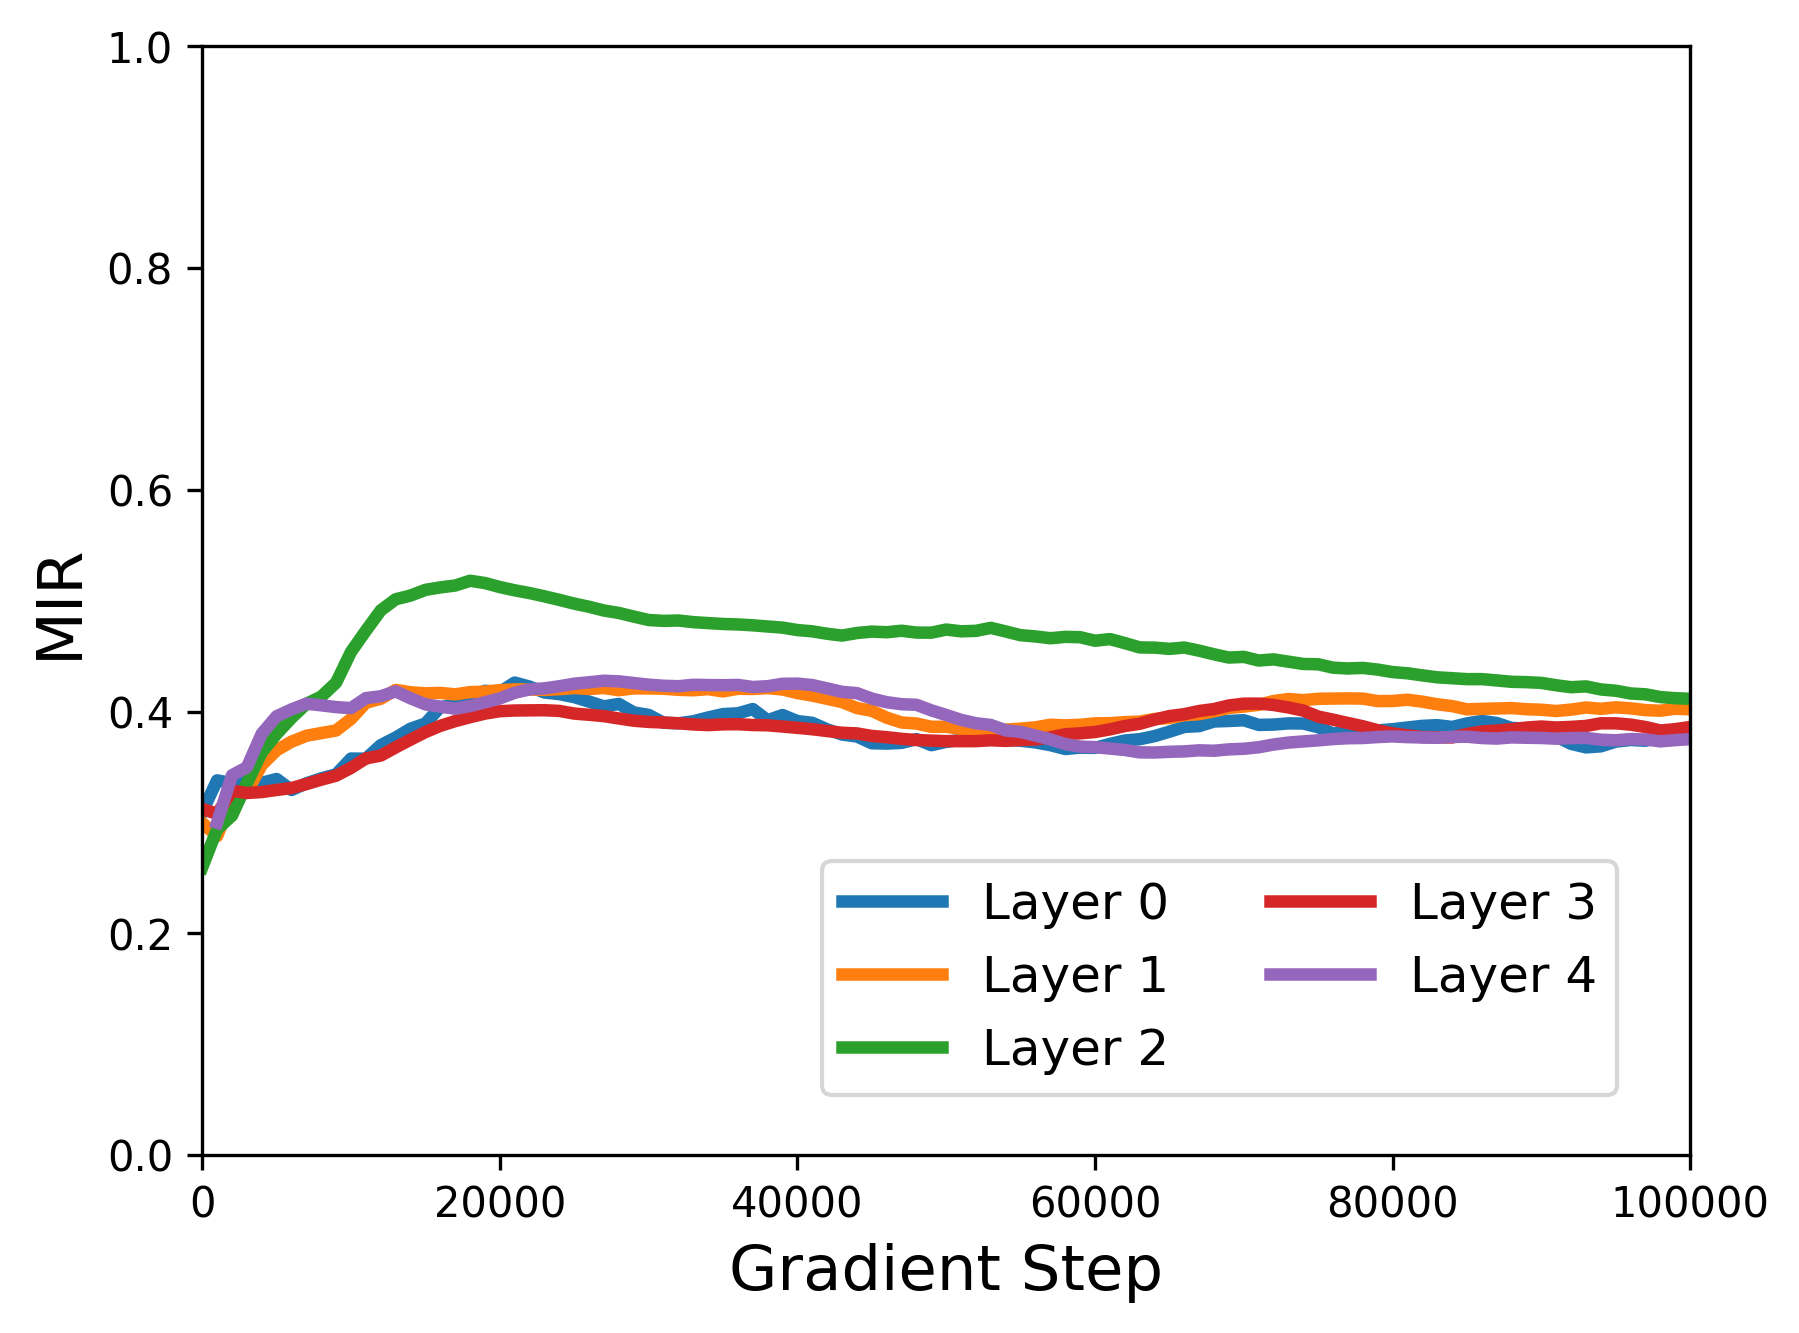 1.0
0.8
0.6
0.4
0.2
0.0
MIR
0 20000 40000 60000 80000 100000
Gradient Step
Layer 0
Layer 1
Layer 2
Layer 3
Layer 4